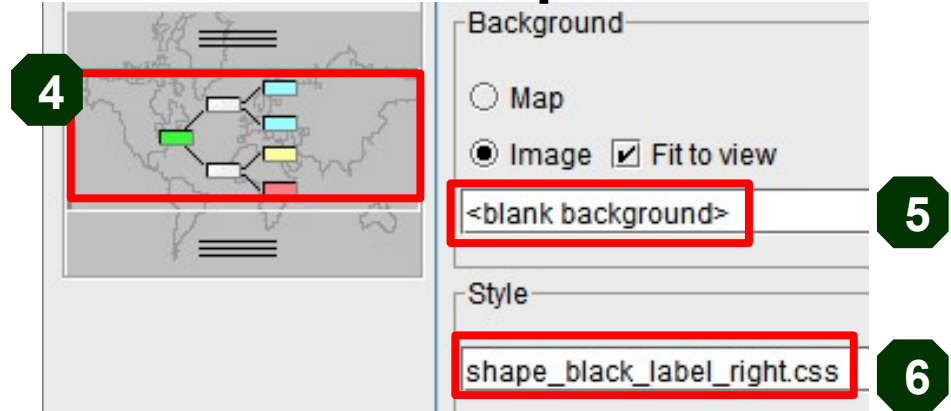 Background
4
Map
Image Fit to view
<blank background>
5
Style
shape_black_label_right.css
6